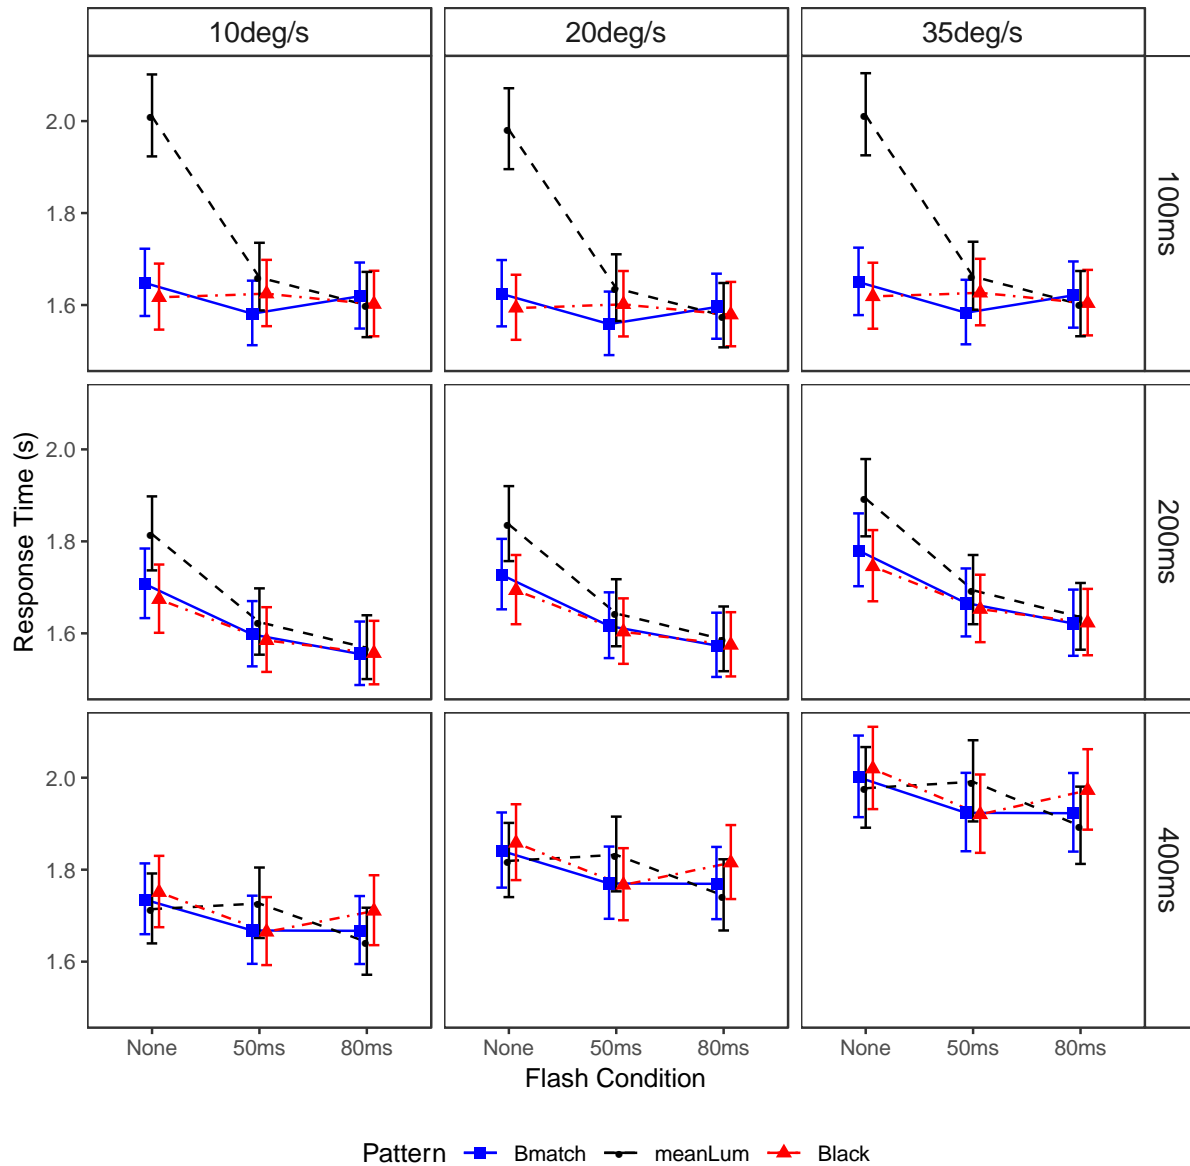 10deg/s 20deg/s 35deg/s
2.0
1.8
1.6
100ms
2.0
1.8
1.6
200ms
Response Time (s)
2.0
1.8
1.6
400ms
None 50ms 80ms None 50ms 80ms None 50ms 80ms
Flash Condition
Pattern Bmatch meanLum Black